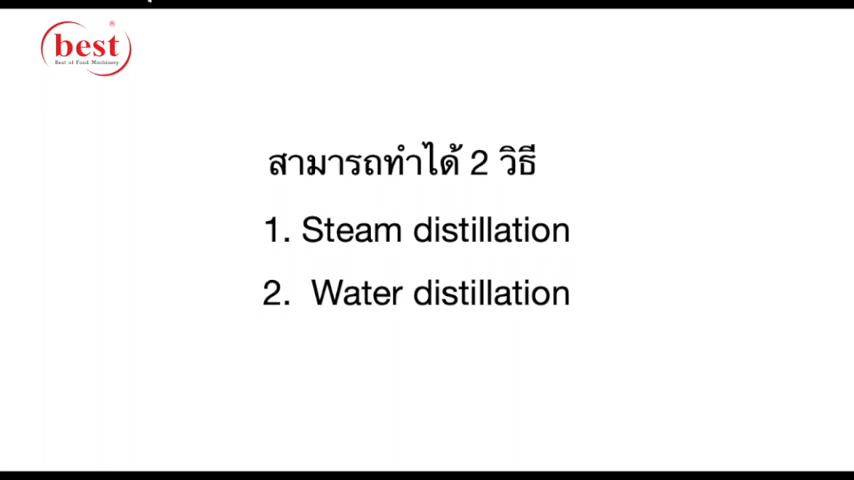 best
®
Best of Food Machinery
สามารถทำได้ 2 วิธี
1. Steam distillation
2. Water distillation